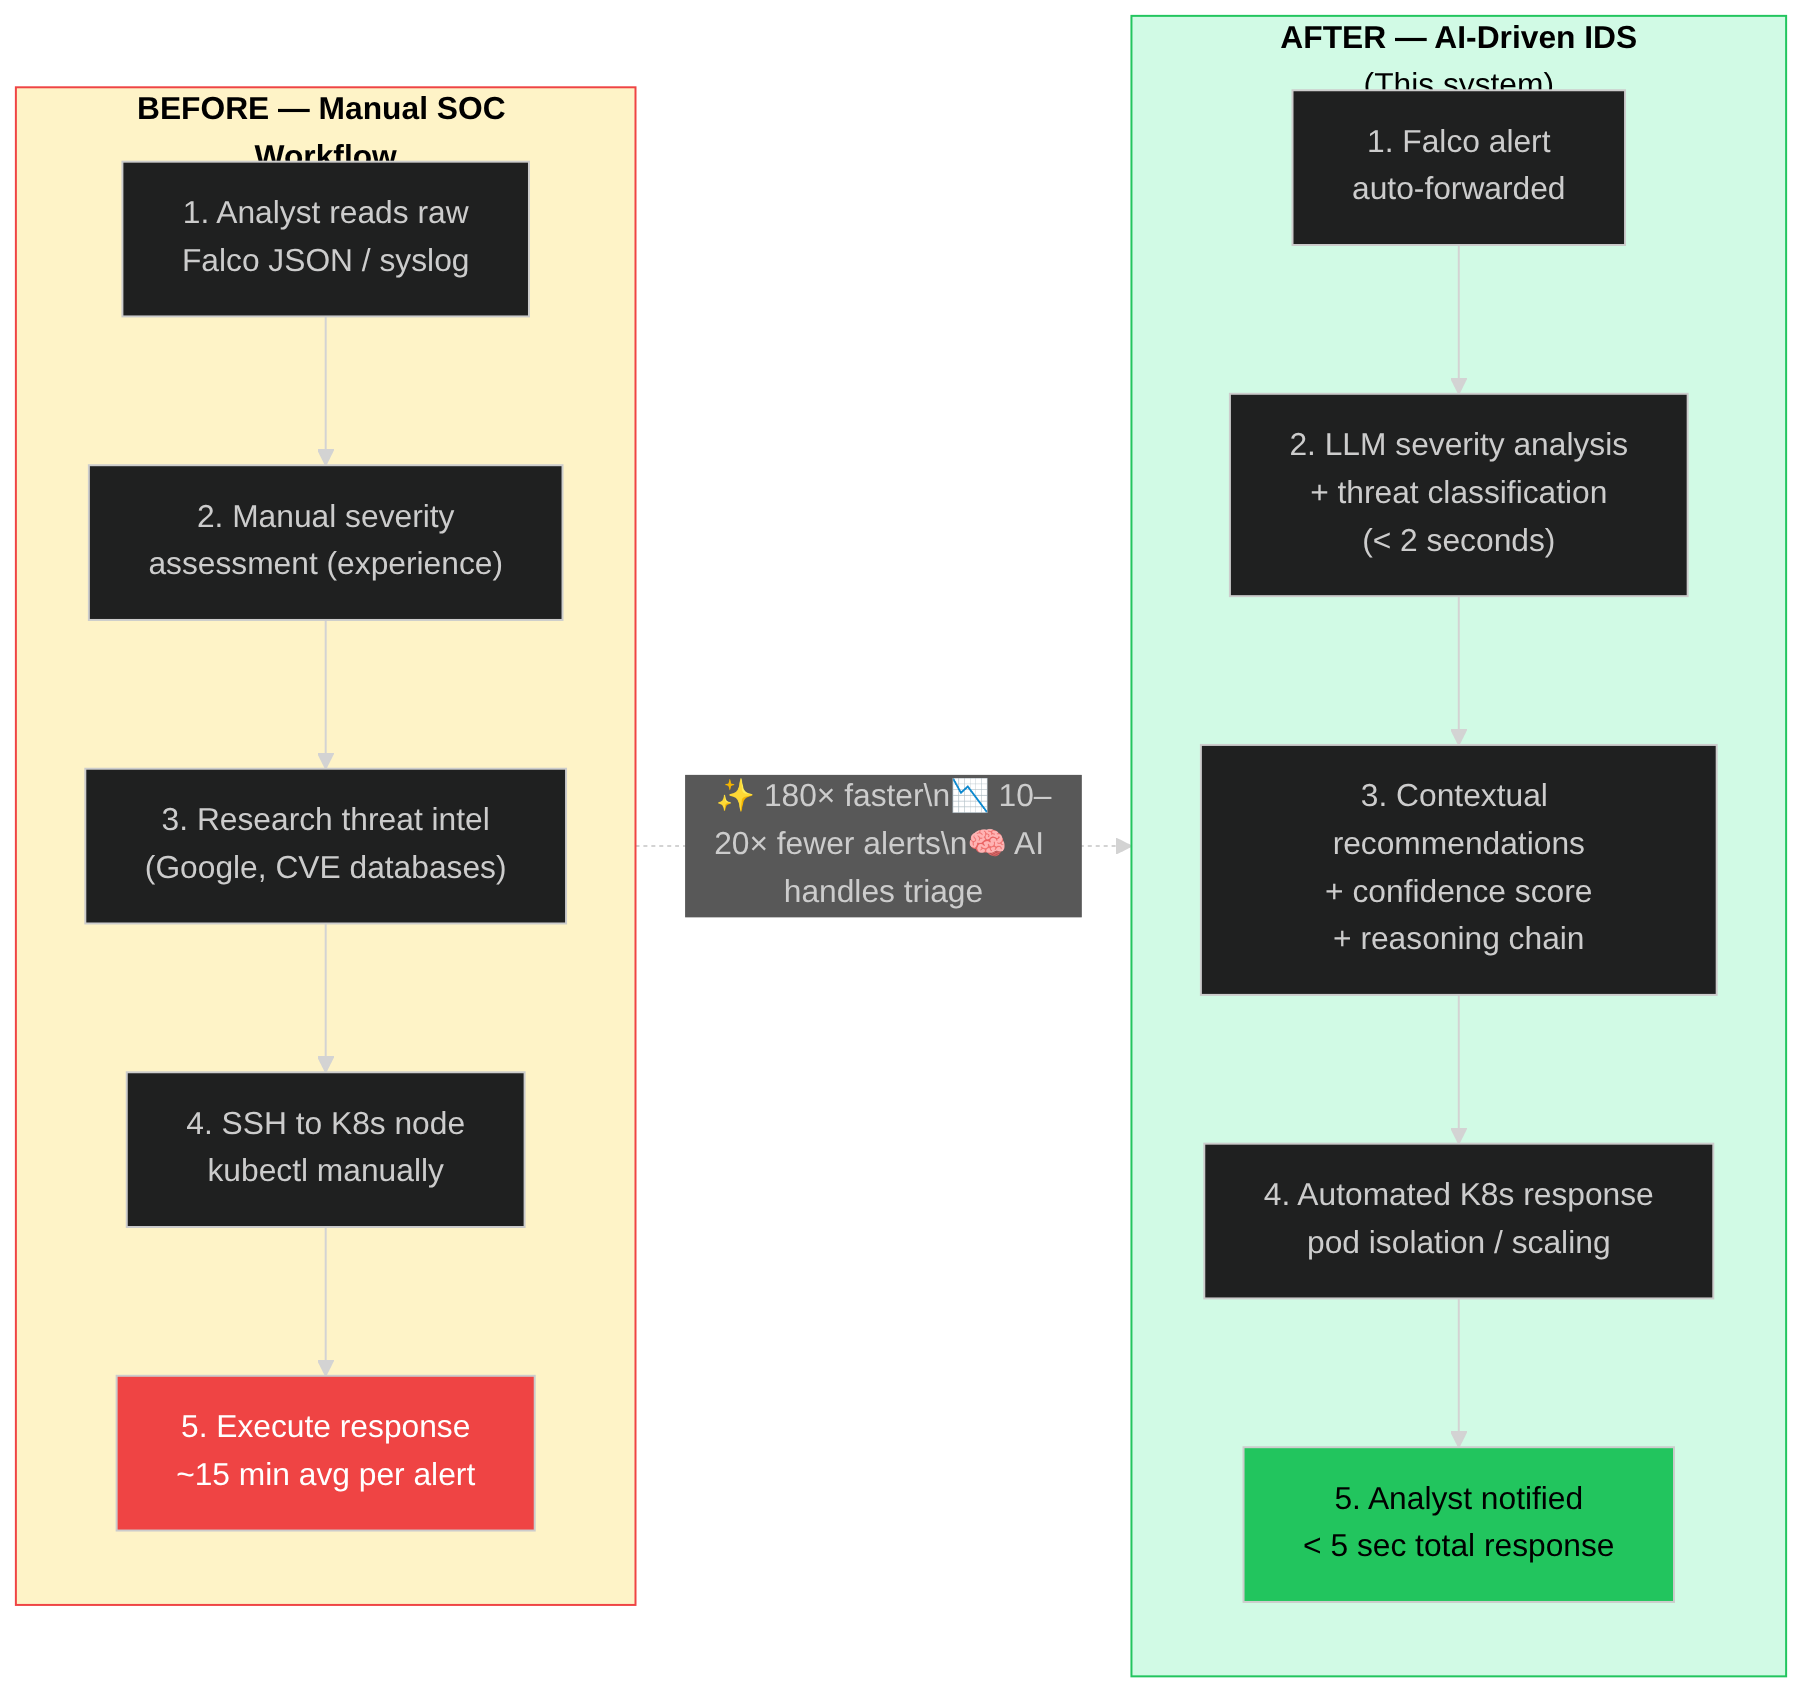 BEFORE — Manual SOC
Workflow
1. Analyst reads raw
Falco JSON / syslog
2. Manual severity
assessment (experience)
3. Research threat intel
(Google, CVE databases)
4. SSH to K8s node
kubectl manually
5. Execute response
~15 min avg per alert
✨ 180× faster\n📉 10–
20× fewer alerts\n🧠 AI
handles triage
AFTER — AI-Driven IDS
(This system)
1. Falco alert
auto-forwarded
2. LLM severity analysis
+ threat classification
(< 2 seconds)
3. Contextual
recommendations
+ confidence score
+ reasoning chain
4. Automated K8s response
pod isolation / scaling
5. Analyst notified
< 5 sec total response